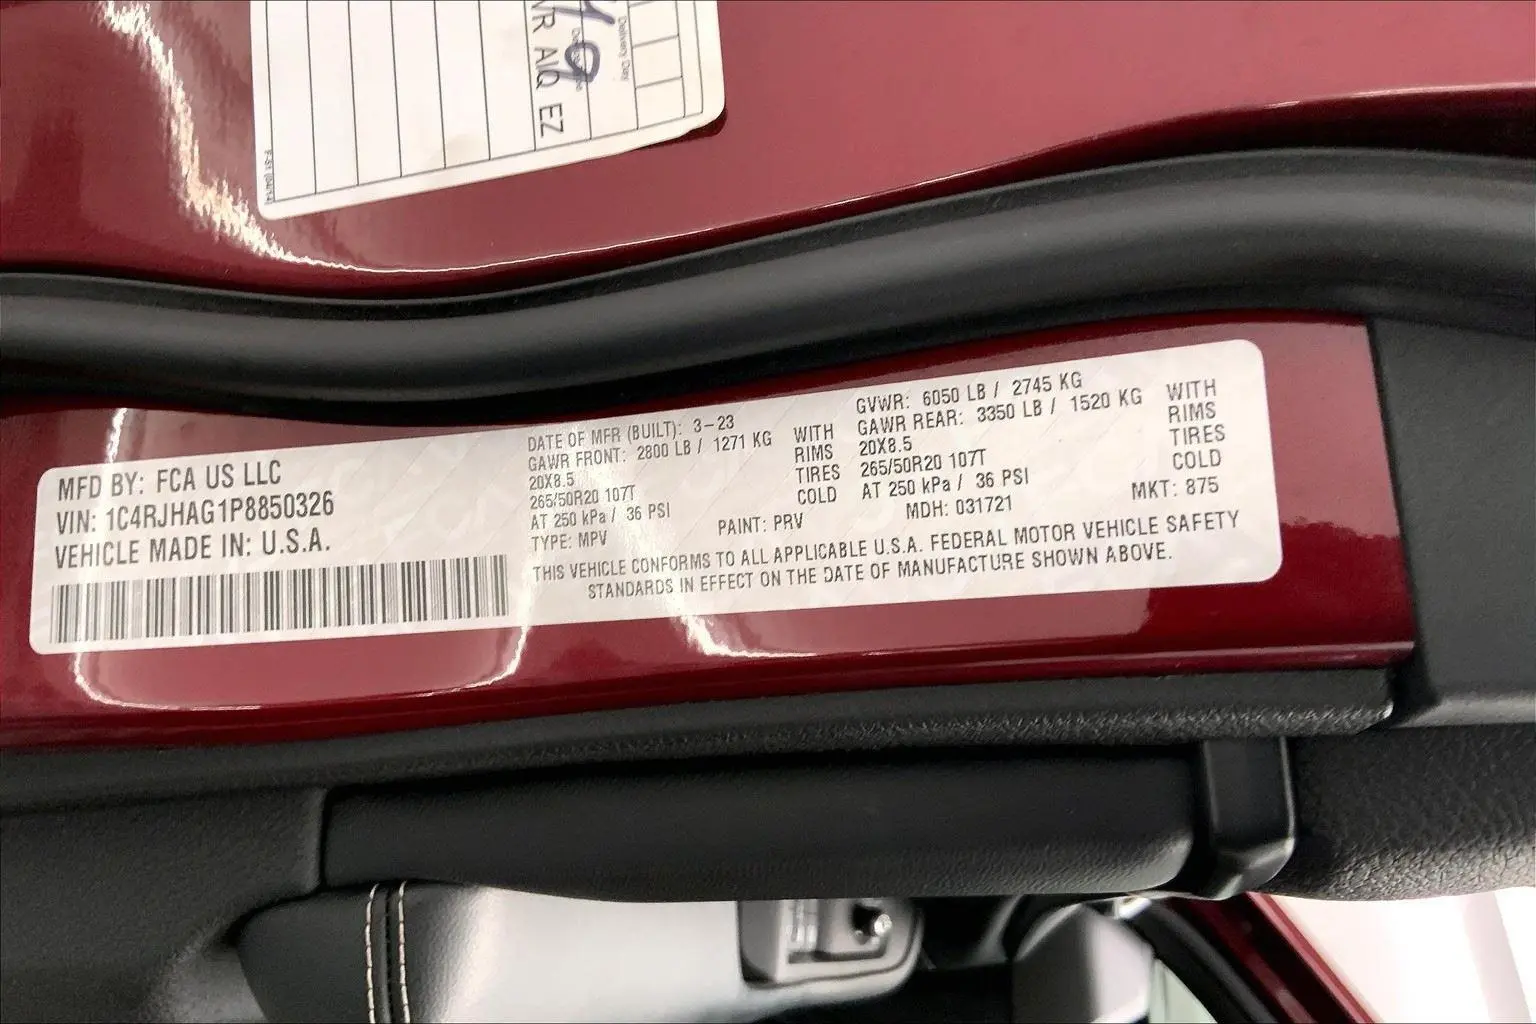 Delivery Day
19
VR AIQ EZ
MFD BY: FCA US LLC
VIN: 1C4RJHAG1P8850326
VEHICLE MADE IN: U.S.A.
DATE OF MFR (BUILT): 3-23
GAWR FRONT: 2800 LB / 1271 KG
20X8.5
265/50R20 107T
AT 250 kPa / 36 PSI
TYPE: MPV
WITH
RIMS
TIRES
COLD
PAINT: PRV
GVWR: 6050 LB / 2745 KG
GAWR REAR: 3350 LB / 1520 KG
20X8.5
265/50R20 107T
AT 250 kPa / 36 PSI
WITH
RIMS
TIRES
COLD
MDH: 031721
MKT: 875
THIS VEHICLE CONFORMS TO ALL APPLICABLE U.S.A. FEDERAL MOTOR VEHICLE SAFETY
STANDARDS IN EFFECT ON THE DATE OF MANUFACTURE SHOWN ABOVE.